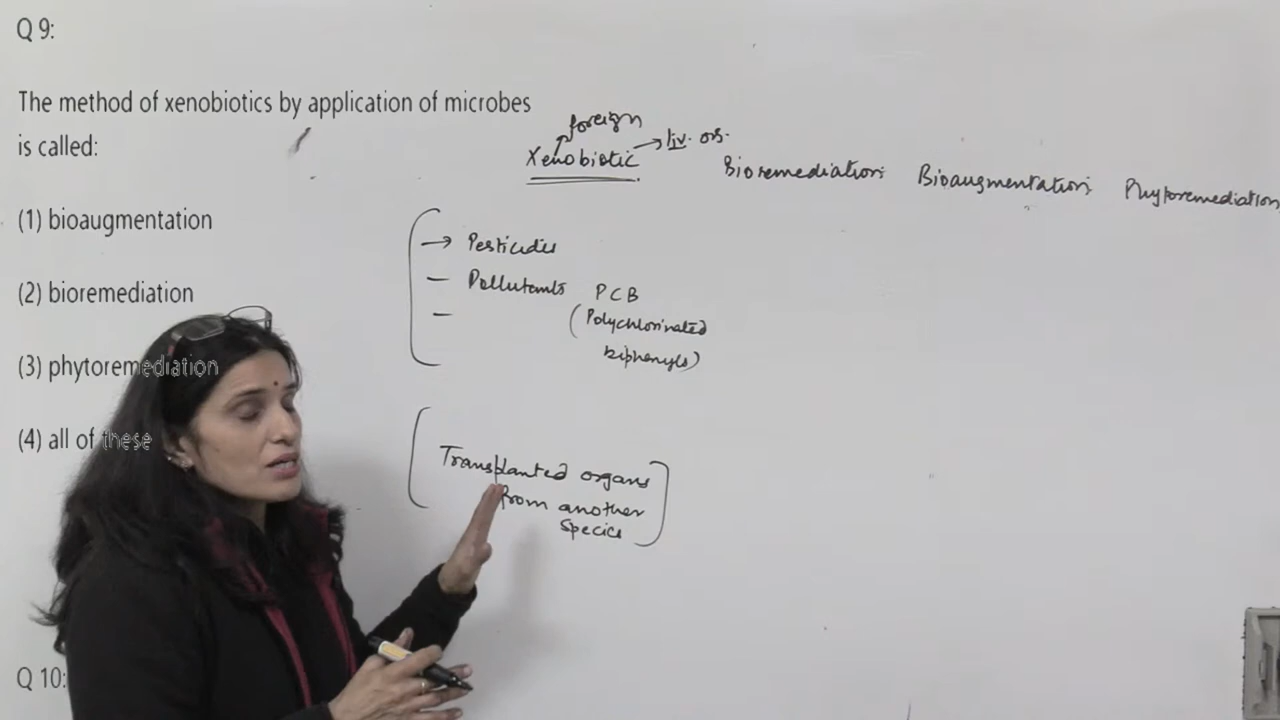 Q 9:
The method of xenobiotics by application of microbes
is called:
(1) bioaugmentation
(2) bioremediation
(3) phytoremediation
(4) all of these
Q 10:
foreign
Xenobiotic → liv. org.
Bioremediation Bioaugmentation Phytoremediation
→ Pesticides
– Pollutants PCB
(Polychlorinated
biphenyls)
–
Transplanted organs
from another
species